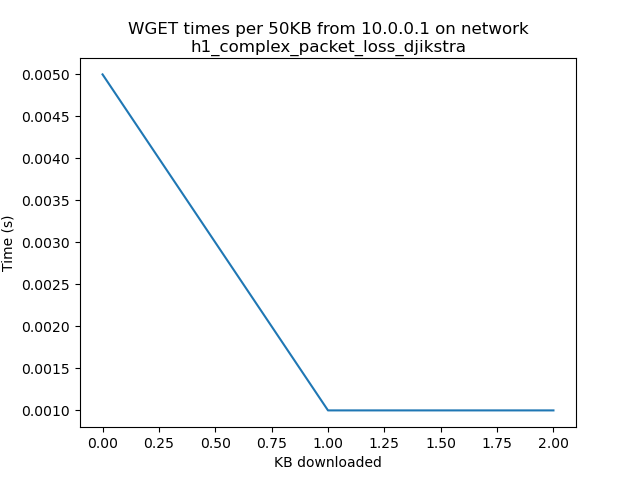 WGET times per 50KB from 10.0.0.1 on network
h1_complex_packet_loss_djikstra
Time (s)
0.0050
0.0045
0.0040
0.0035
0.0030
0.0025
0.0020
0.0015
0.0010
0.00 0.25 0.50 0.75 1.00 1.25 1.50 1.75 2.00
KB downloaded